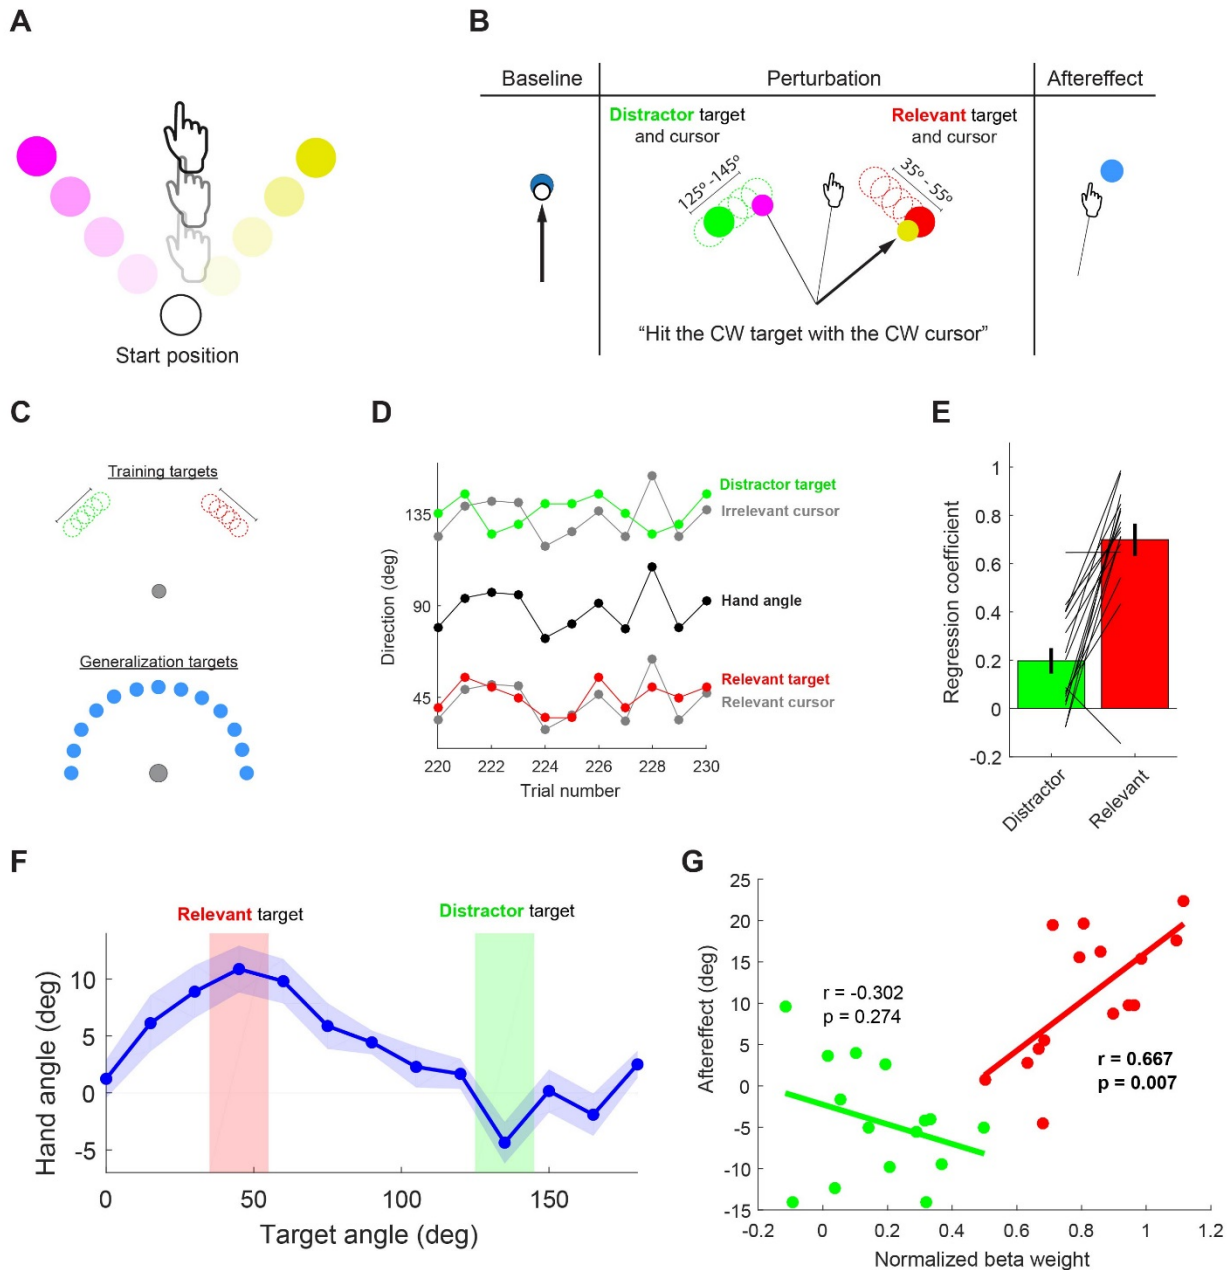 A
Start position
B
Baseline
Perturbation
Aftereffect
Distractor target
and cursor
Relevant target
and cursor
125º -145º
35º - 55º
“Hit the CW target with the CW cursor”
C
Training targets
Generalization targets
D
Direction (deg)
135
90
45
220 222 224 226 228 230
Trial number
Distractor target
Irrelevant cursor
Hand angle
Relevant target
Relevant cursor
E
Regression coefficient
1
0.8
0.6
0.4
0.2
0
-0.2
Distractor
Relevant
F
Relevant target
Distractor target
Hand angle (deg)
10
5
0
-5
0 50 100 150
Target angle (deg)
G
Aftereffect (deg)
25
20
15
10
5
0
-5
-10
-15
r = -0.302
p = 0.274
r = 0.667
p = 0.007
-0.2 0 0.2 0.4 0.6 0.8 1 1.2
Normalized beta weight